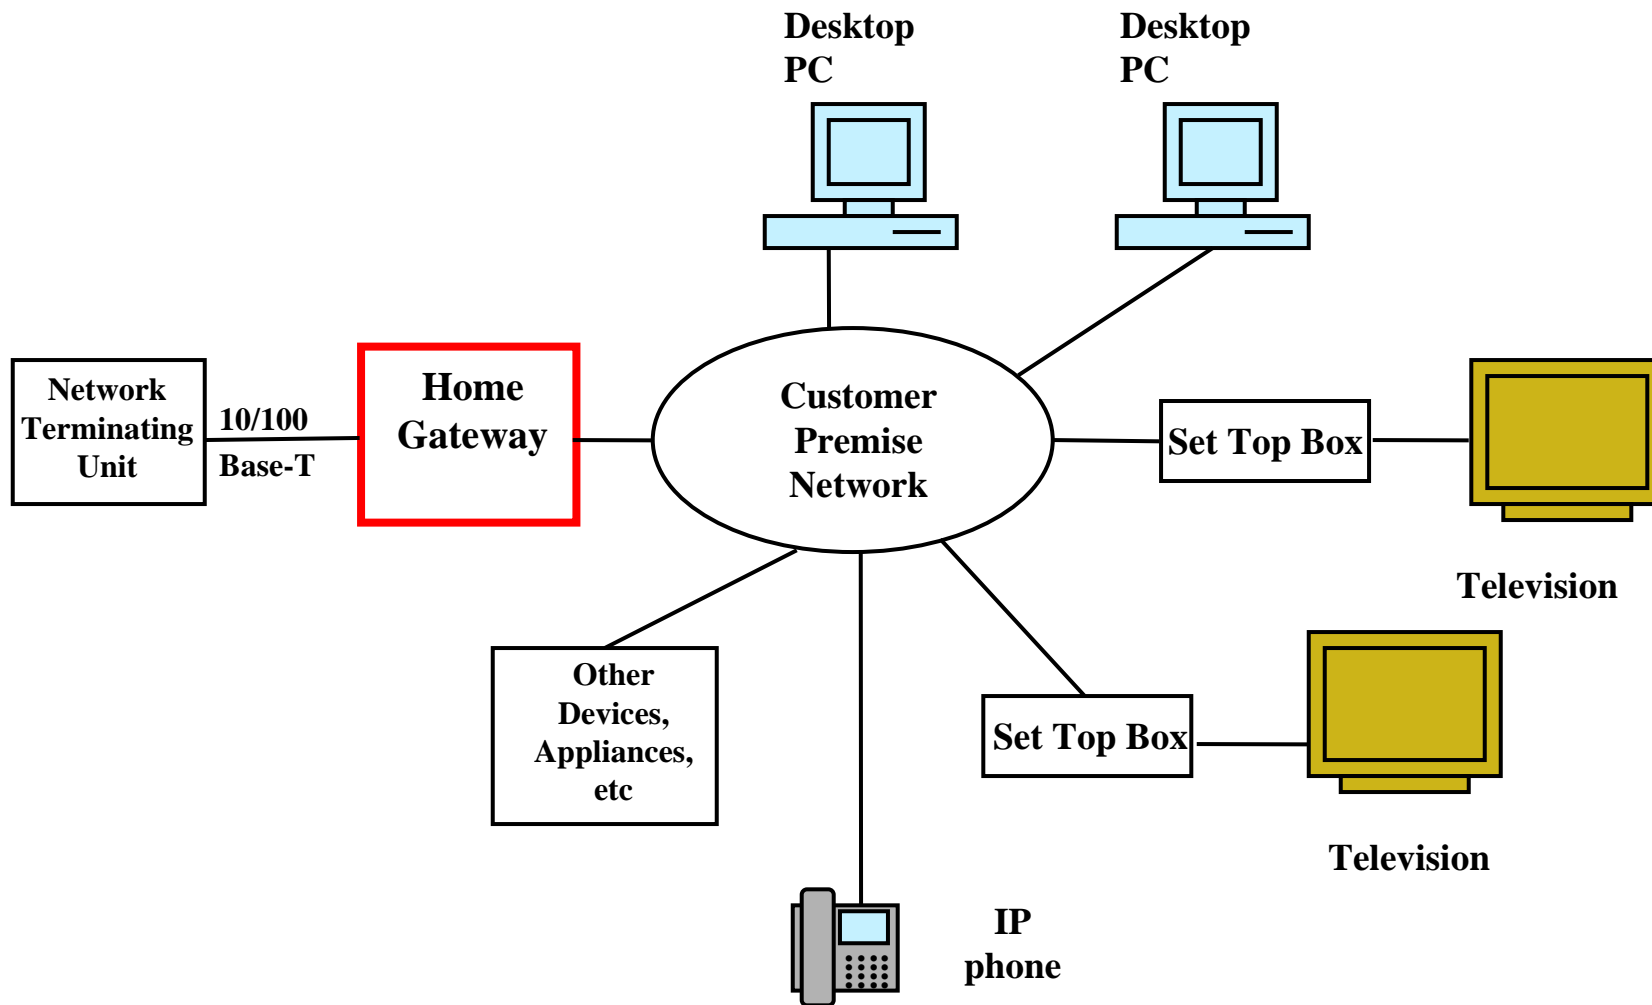 Desktop
PC
Desktop
PC
Network
Terminating
Unit
10/100
Base-T
Home
Gateway
Customer
Premise
Network
Set Top Box
Television
Other
Devices,
Appliances,
etc
Set Top Box
Television
IP
phone